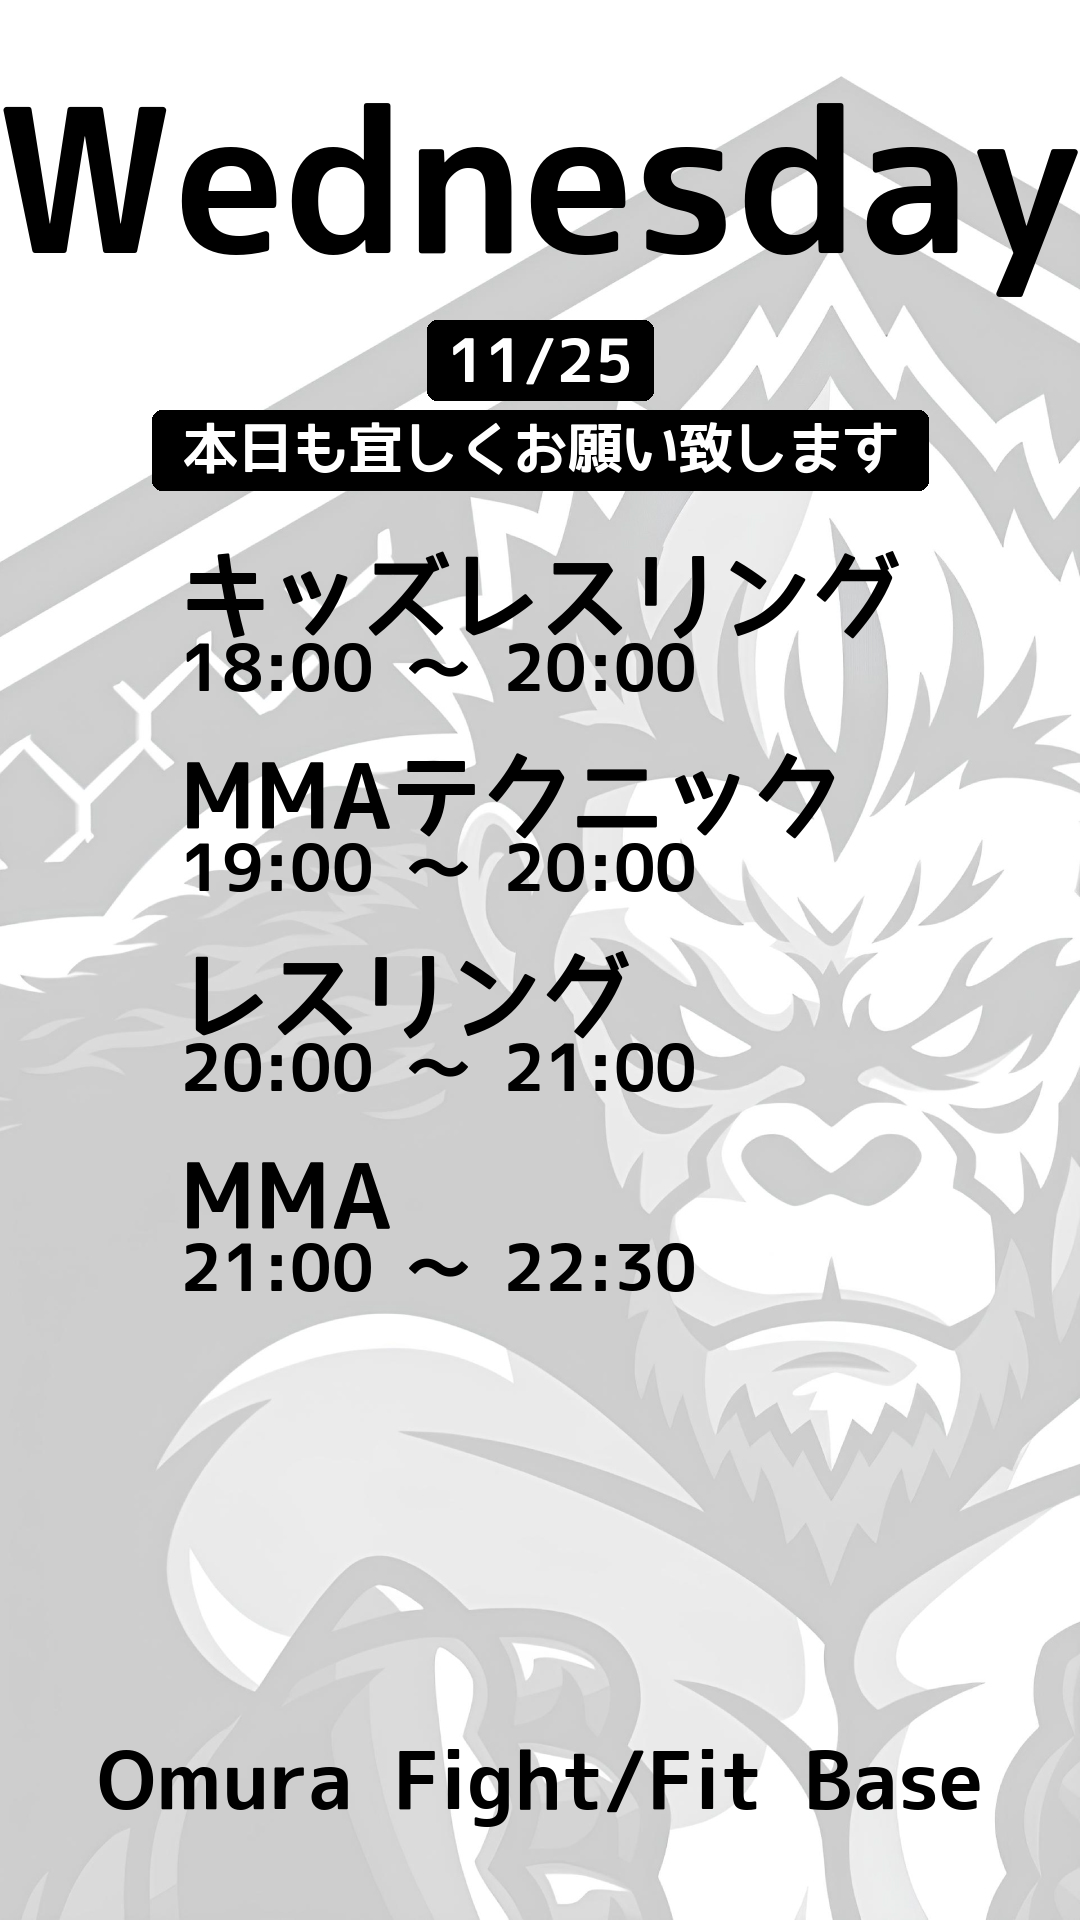 Wednesday
11/25
本日も宜しくお願い致します
キッズレスリング
18:00 ～ 20:00
MMAテクニック
19:00 ～ 20:00
レスリング
20:00 ～ 21:00
MMA
21:00 ～ 22:30
Omura Fight/Fit Base